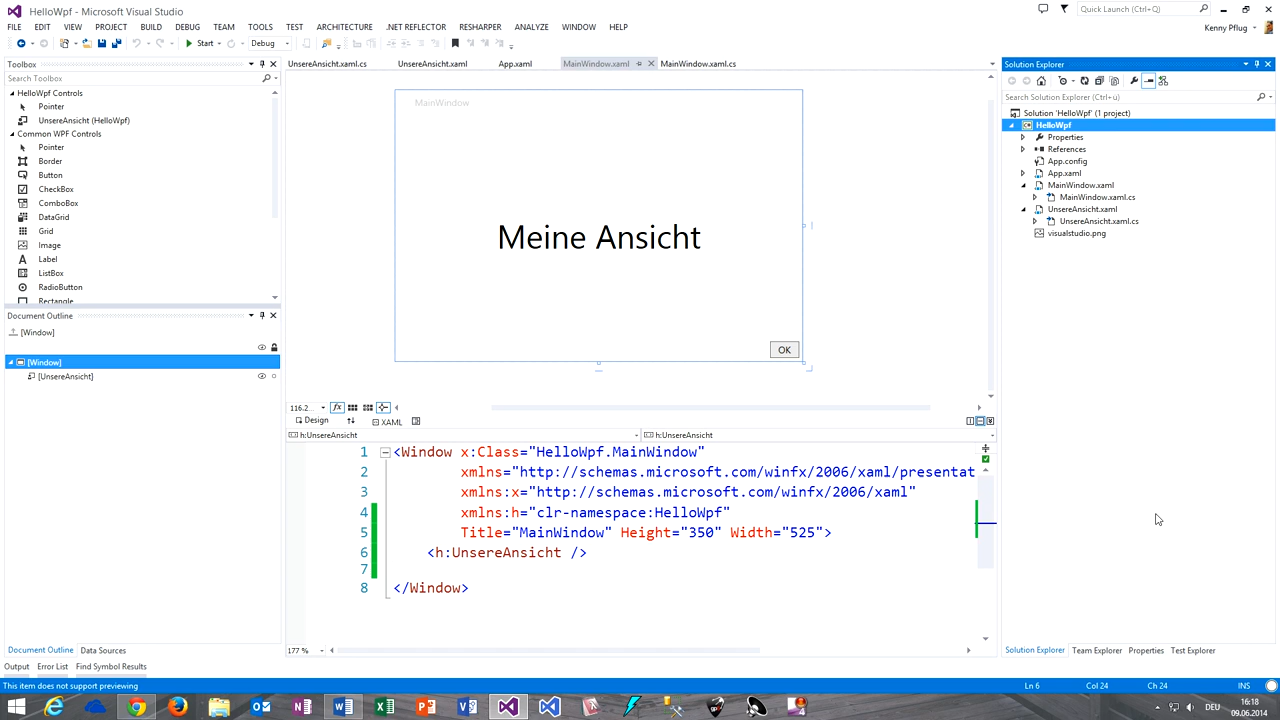 HelloWpf - Microsoft Visual Studio
Quick Launch (Ctrl+Q)
FILE EDIT VIEW PROJECT BUILD DEBUG TEAM TOOLS TEST ARCHITECTURE .NET REFLECTOR RESHARPER ANALYZE WINDOW HELP
Kenny Pflug
Start Debug
Toolbox
Search Toolbox
HelloWpf Controls
Pointer
UnsereAnsicht (HelloWpf)
Common WPF Controls
Pointer
Border
Button
CheckBox
ComboBox
DataGrid
Grid
Image
Label
ListBox
RadioButton
Rectangle
Document Outline
[Window]
[Window]
[UnsereAnsicht]
Document Outline Data Sources
UnsereAnsicht.xaml.cs UnsereAnsicht.xaml App.xaml MainWindow.xaml MainWindow.xaml.cs
MainWindow
Meine Ansicht
OK
116.2...
Design XAML
h:UnsereAnsicht h:UnsereAnsicht
1 <Window x:Class="HelloWpf.MainWindow"
2 xmlns="http://schemas.microsoft.com/winfx/2006/xaml/presentat
3 xmlns:x="http://schemas.microsoft.com/winfx/2006/xaml"
4 xmlns:h="clr-namespace:HelloWpf"
5 Title="MainWindow" Height="350" Width="525">
6 <h:UnsereAnsicht />
7
8 </Window>
177 %
Solution Explorer
Search Solution Explorer (Ctrl+ü)
Solution 'HelloWpf' (1 project)
HelloWpf
Properties
References
App.config
App.xaml
MainWindow.xaml
MainWindow.xaml.cs
UnsereAnsicht.xaml
UnsereAnsicht.xaml.cs
visualstudio.png
Solution Explorer Team Explorer Properties Test Explorer
Output Error List Find Symbol Results
This item does not support previewing
Ln 6 Col 24 Ch 24 INS
DEU
16:18
09.06.2014